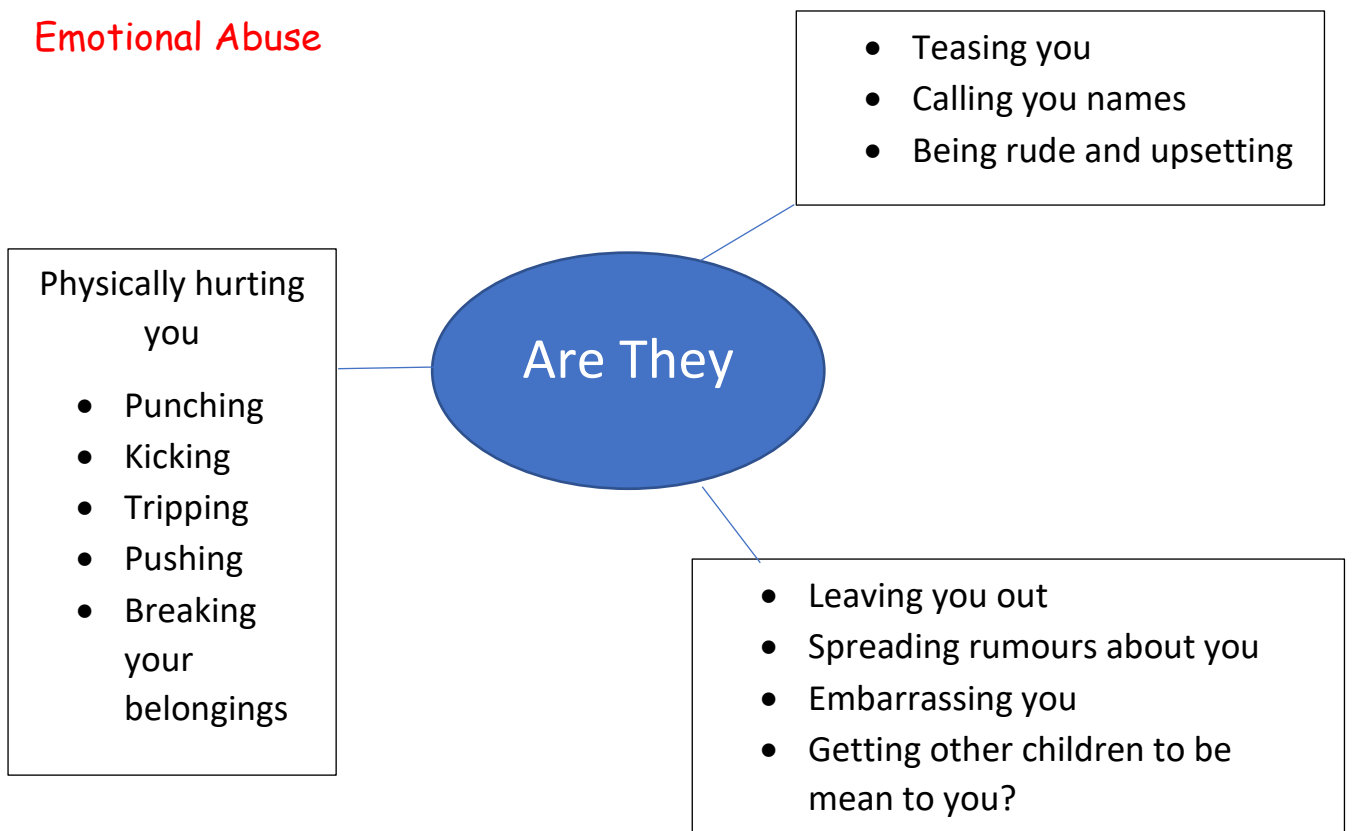 Emotional Abuse
• Teasing you
• Calling you names
• Being rude and upsetting
Physically hurting
you
• Punching
• Kicking
• Tripping
• Pushing
• Breaking
your
belongings
Are They
• Leaving you out
• Spreading rumours about you
• Embarrassing you
• Getting other children to be
mean to you?